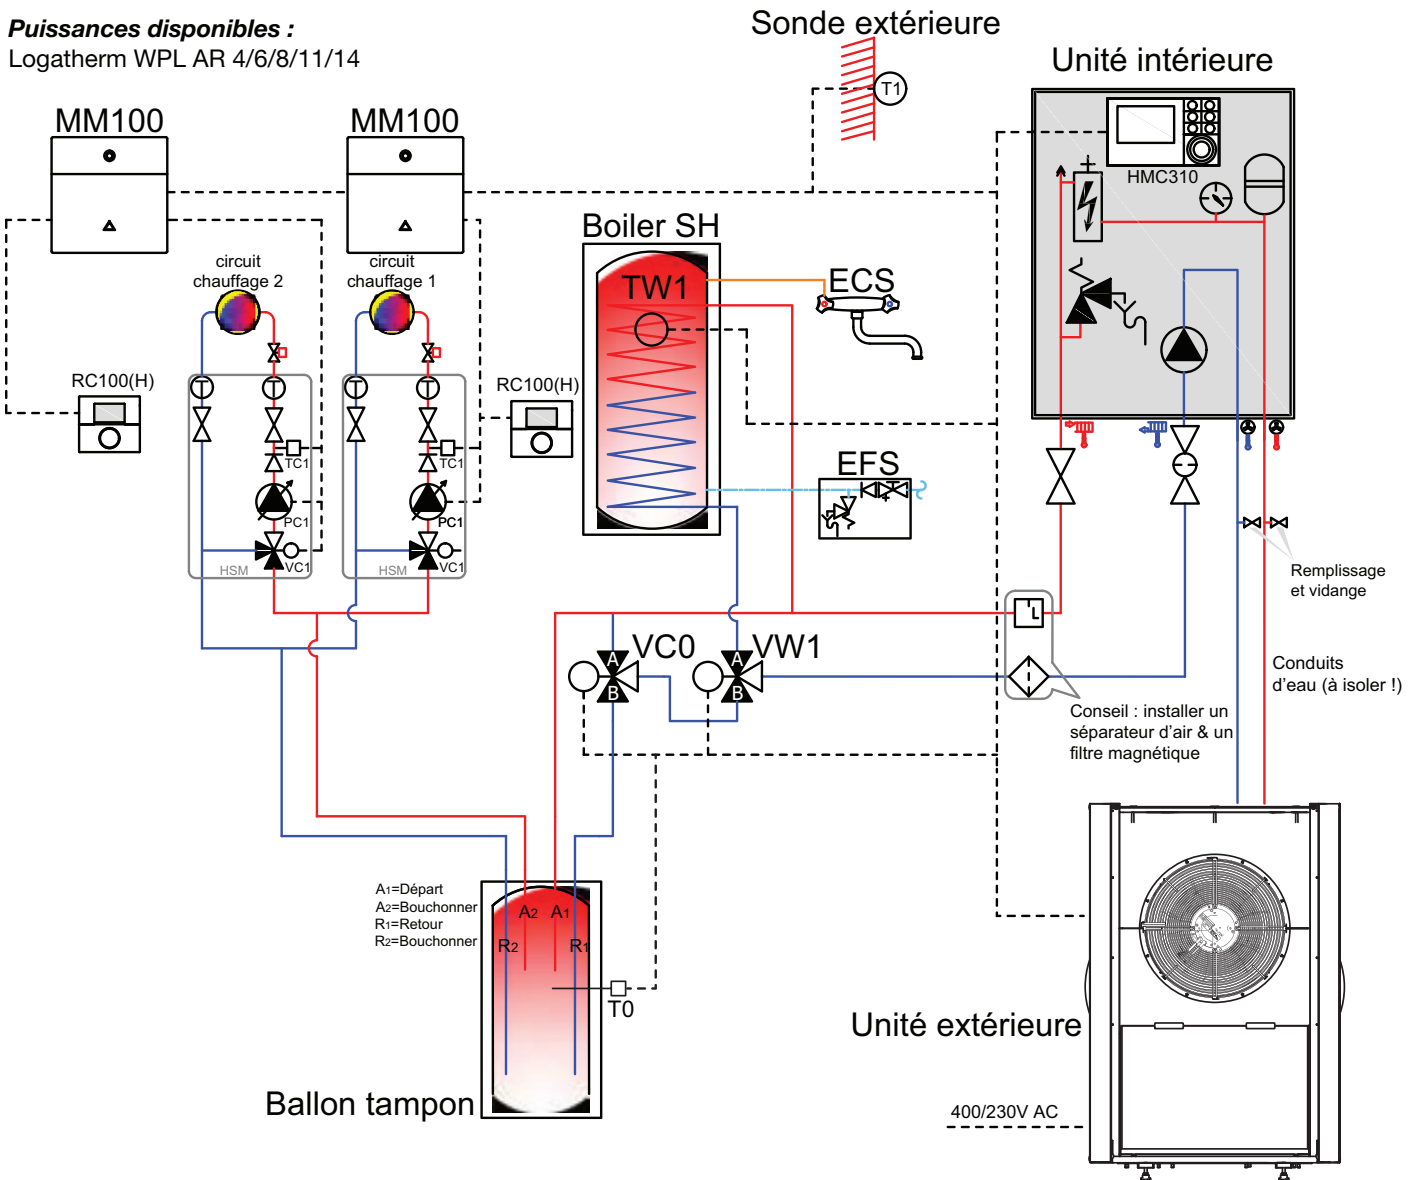 Puissances disponibles :
Logatherm WPL AR 4/6/8/11/14
Sonde extérieure
T1
Unité intérieure
HMC310
MM100
MM100
circuit
chauffage 2
circuit
chauffage 1
RC100(H)
RC100(H)
T
T
T
T
TC1
TC1
PC1
PC1
VC1
VC1
HSM
HSM
Boiler SH
TW1
ECS
EFS
VC0
VW1
A
B
A
B
L
Remplissage
et vidange
Conduits
d'eau (à isoler !)
Conseil : installer un
séparateur d'air & un
filtre magnétique
A1=Départ
A2=Bouchonner
R1=Retour
R2=Bouchonner
A2
A1
R2
R1
T0
Ballon tampon
Unité extérieure
400/230V AC